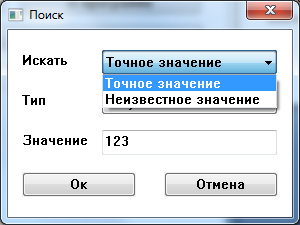 Поиск
Искать Точное значение
Точное значение
Неизвестное значение
Тип
Значение 123
Ок Отмена